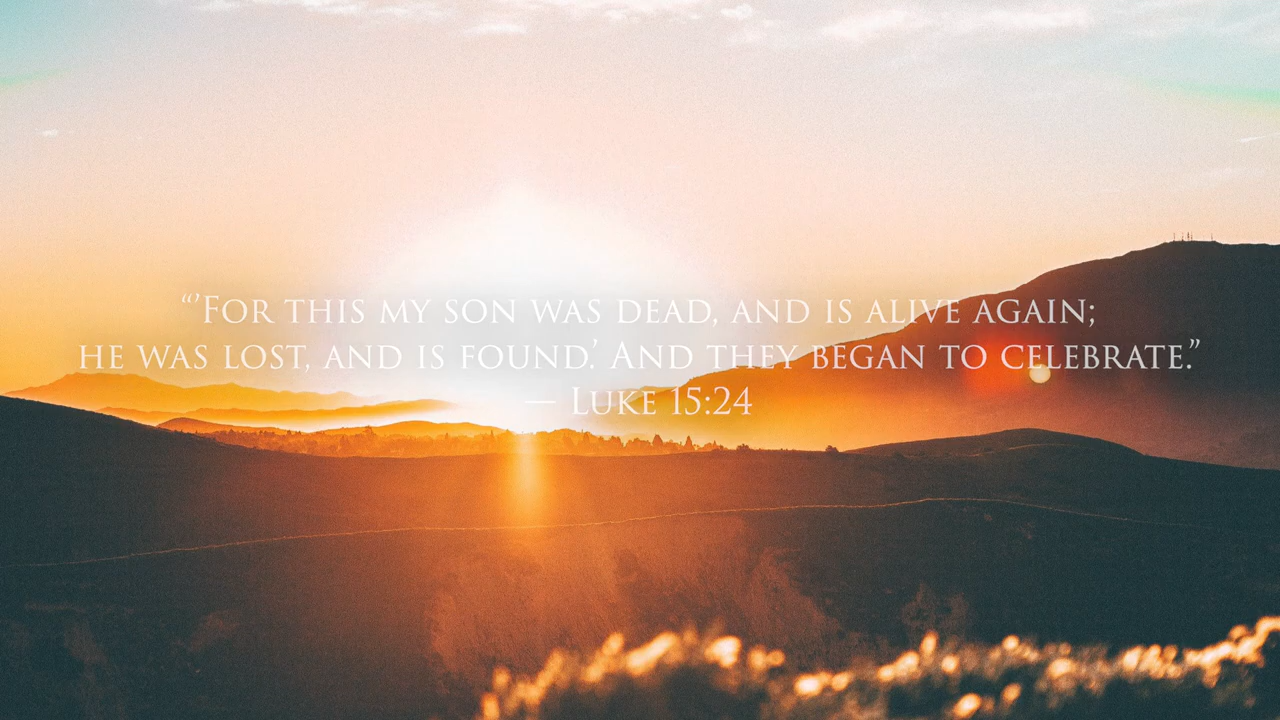 “‘For this my son was dead, and is alive again;
he was lost, and is found.’ And they began to celebrate.”
— Luke 15:24